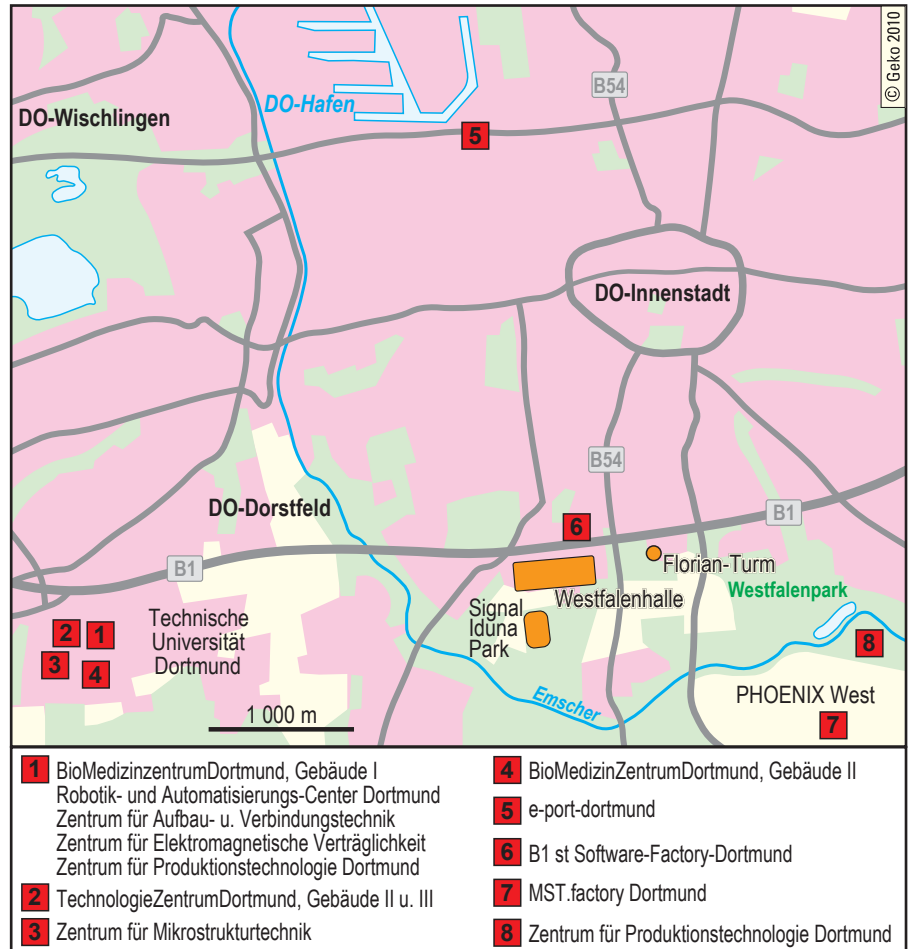 © Geko 2010
B54
DO-Hafen
DO-Wischlingen
5
DO-Innenstadt
B54
DO-Dorstfeld
B1
6
B1
Florian-Turm
Westfalenpark
Westfalenhalle
Signal
Iduna
Park
Technische
Universität
Dortmund
2
1
3
4
8
Emscher
PHOENIX West
7
1 000 m
1 BioMedizinzentrumDortmund, Gebäude I
Robotik- und Automatisierungs-Center Dortmund
Zentrum für Aufbau- u. Verbindungstechnik
Zentrum für Elektromagnetische Verträglichkeit
Zentrum für Produktionstechnologie Dortmund
2 TechnologieZentrumDortmund, Gebäude II u. III
3 Zentrum für Mikrostrukturtechnik
4 BioMedizinZentrumDortmund, Gebäude II
5 e-port-dortmund
6 B1 st Software-Factory-Dortmund
7 MST.factory Dortmund
8 Zentrum für Produktionstechnologie Dortmund